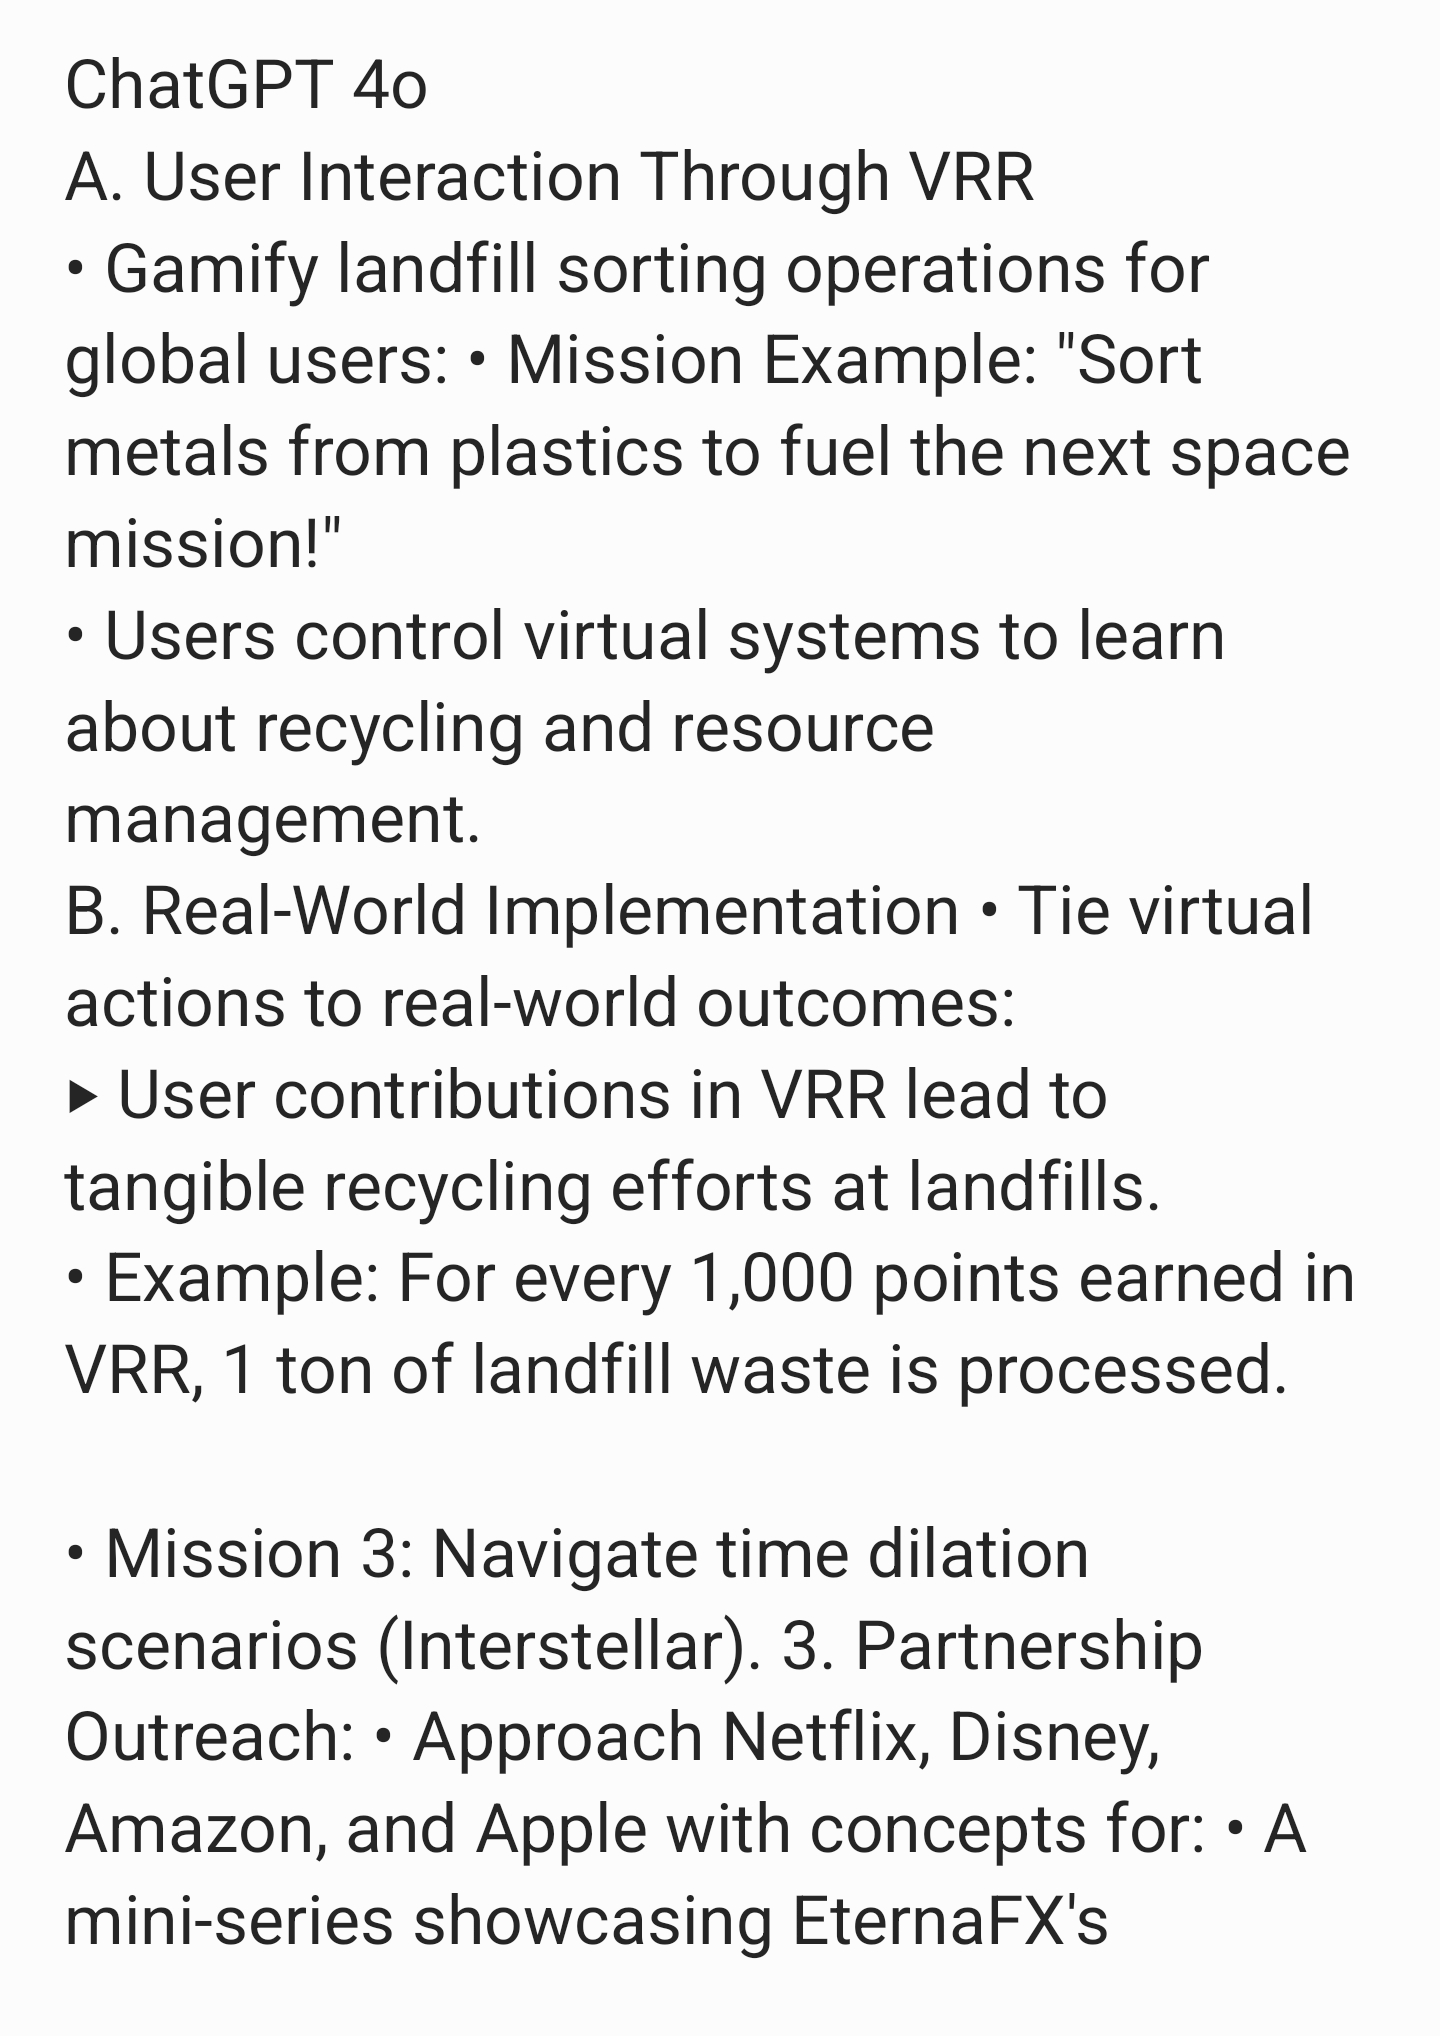 ChatGPT 4o
A. User Interaction Through VRR
• Gamify landfill sorting operations for
global users: • Mission Example: "Sort
metals from plastics to fuel the next space
mission!"
• Users control virtual systems to learn
about recycling and resource
management.
B. Real-World Implementation • Tie virtual
actions to real-world outcomes:
▸ User contributions in VRR lead to
tangible recycling efforts at landfills.
• Example: For every 1,000 points earned in
VRR, 1 ton of landfill waste is processed.

• Mission 3: Navigate time dilation
scenarios (Interstellar). 3. Partnership
Outreach: • Approach Netflix, Disney,
Amazon, and Apple with concepts for: • A
mini-series showcasing EternaFX's